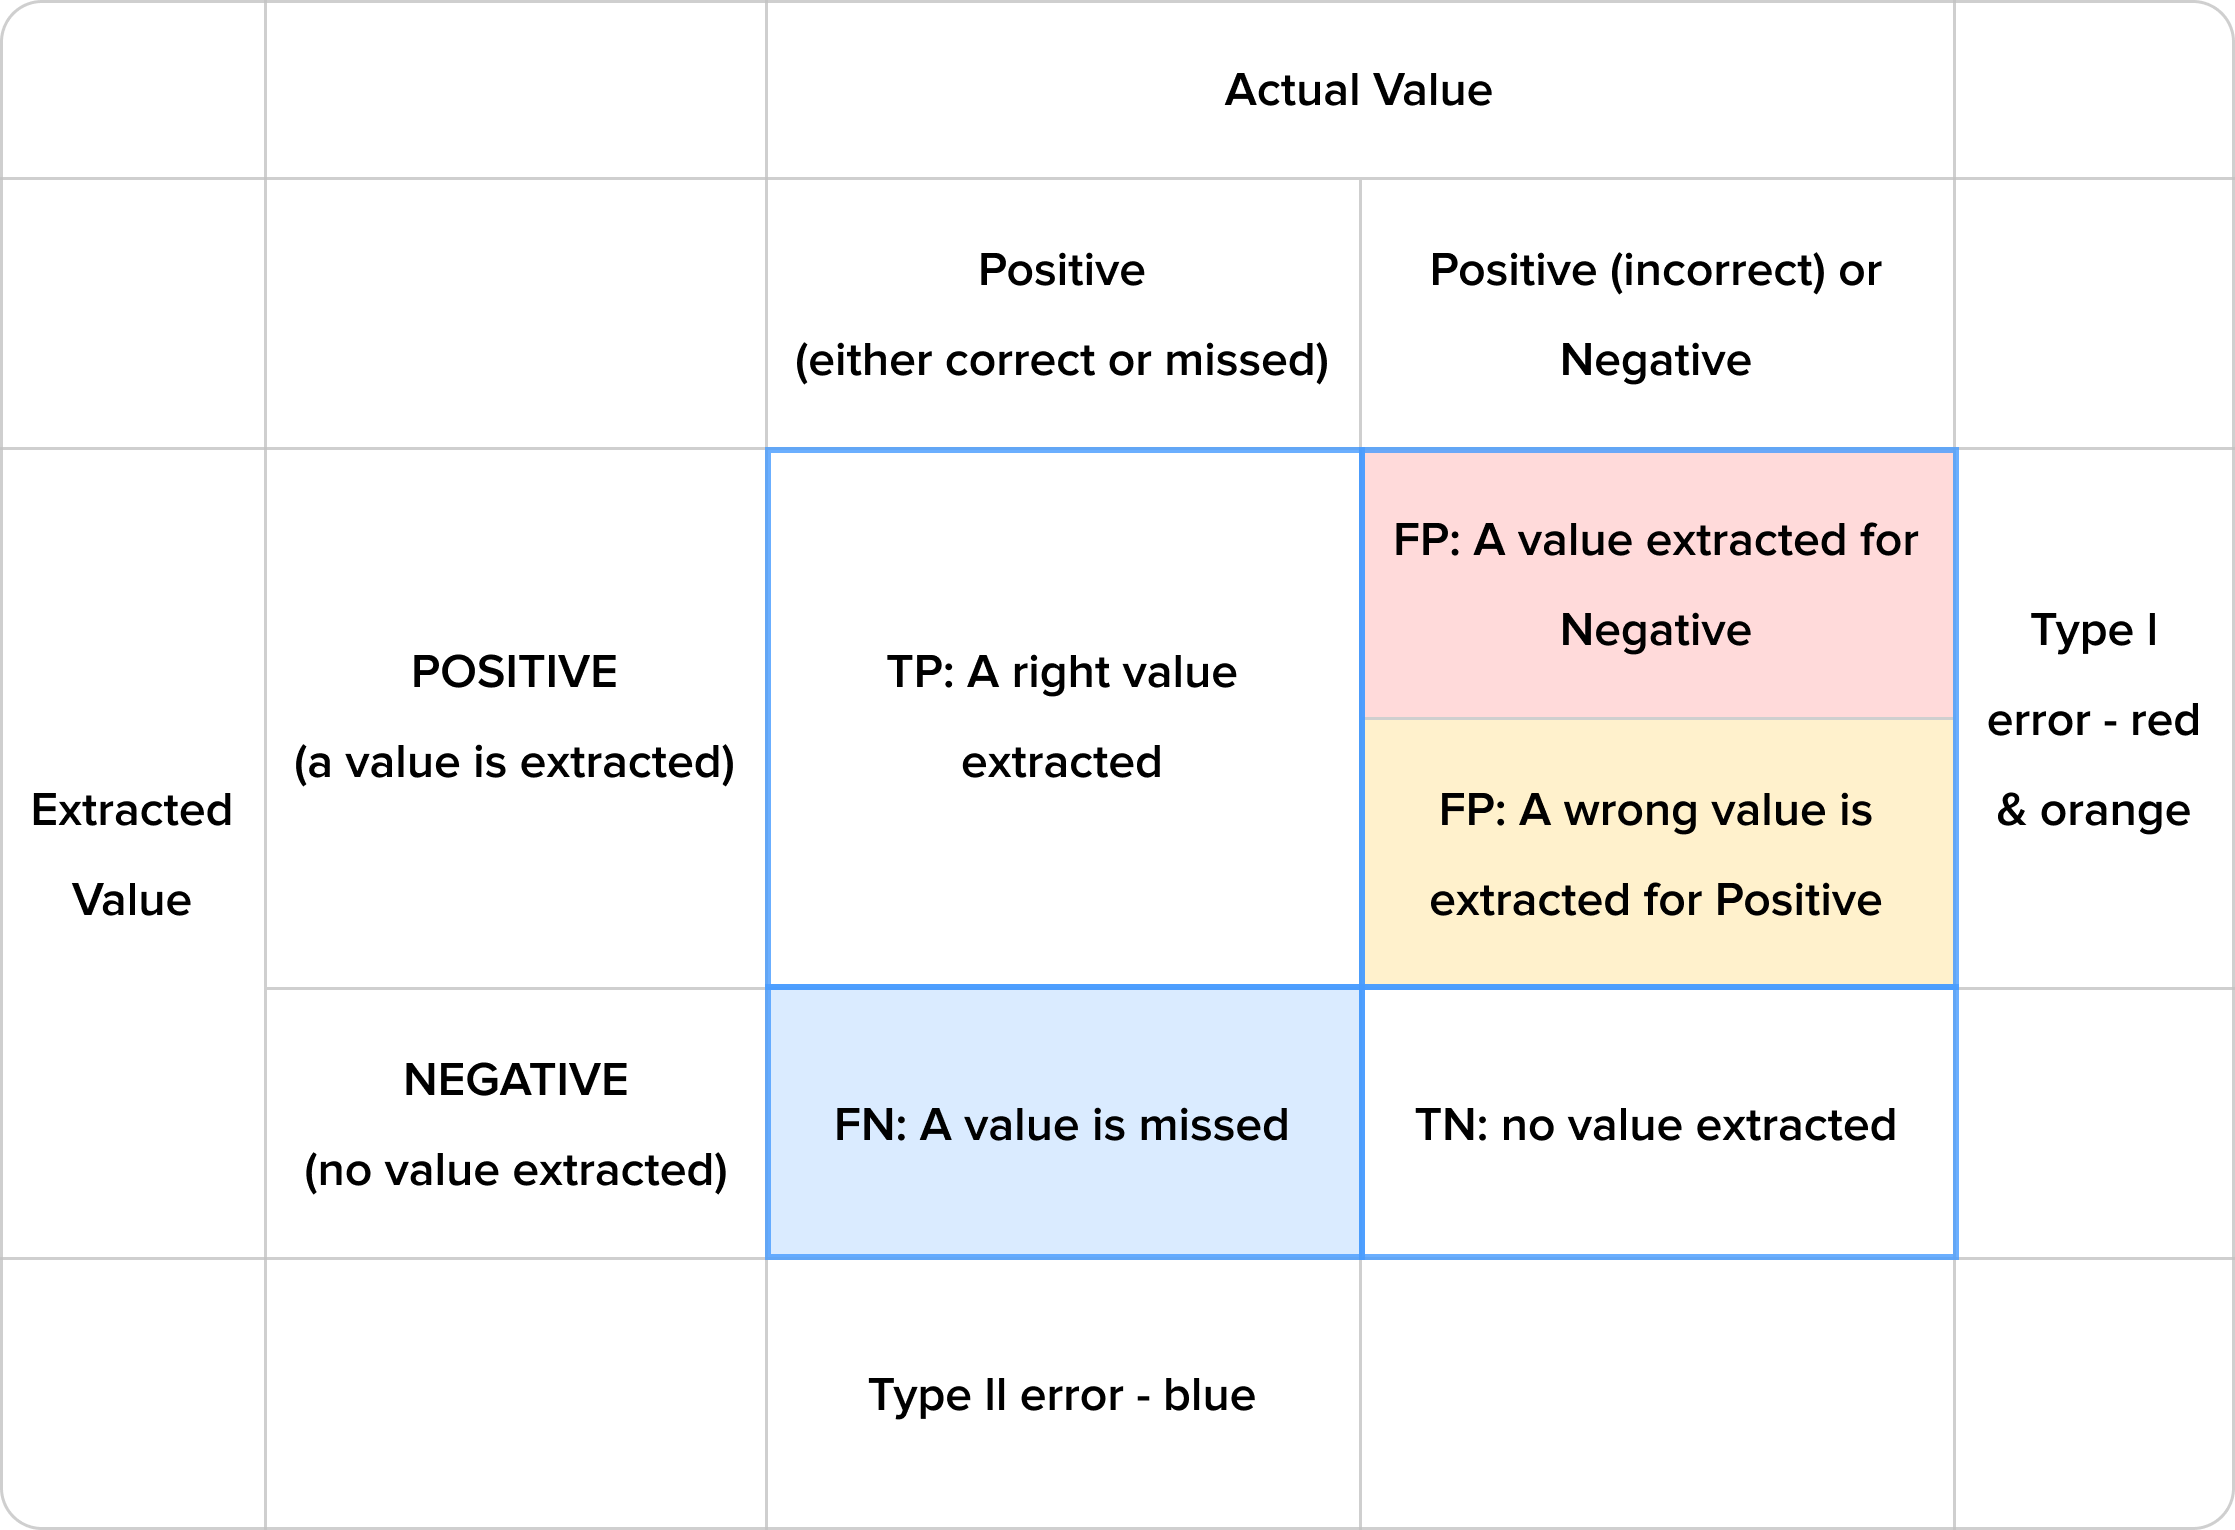 Actual Value
Positive
(either correct or missed)
Positive (incorrect) or
Negative
Extracted
Value
POSITIVE
(a value is extracted)
TP: A right value
extracted
FP: A value extracted for
Negative
FP: A wrong value is
extracted for Positive
Type I
error - red
& orange
NEGATIVE
(no value extracted)
FN: A value is missed
TN: no value extracted
Type II error - blue